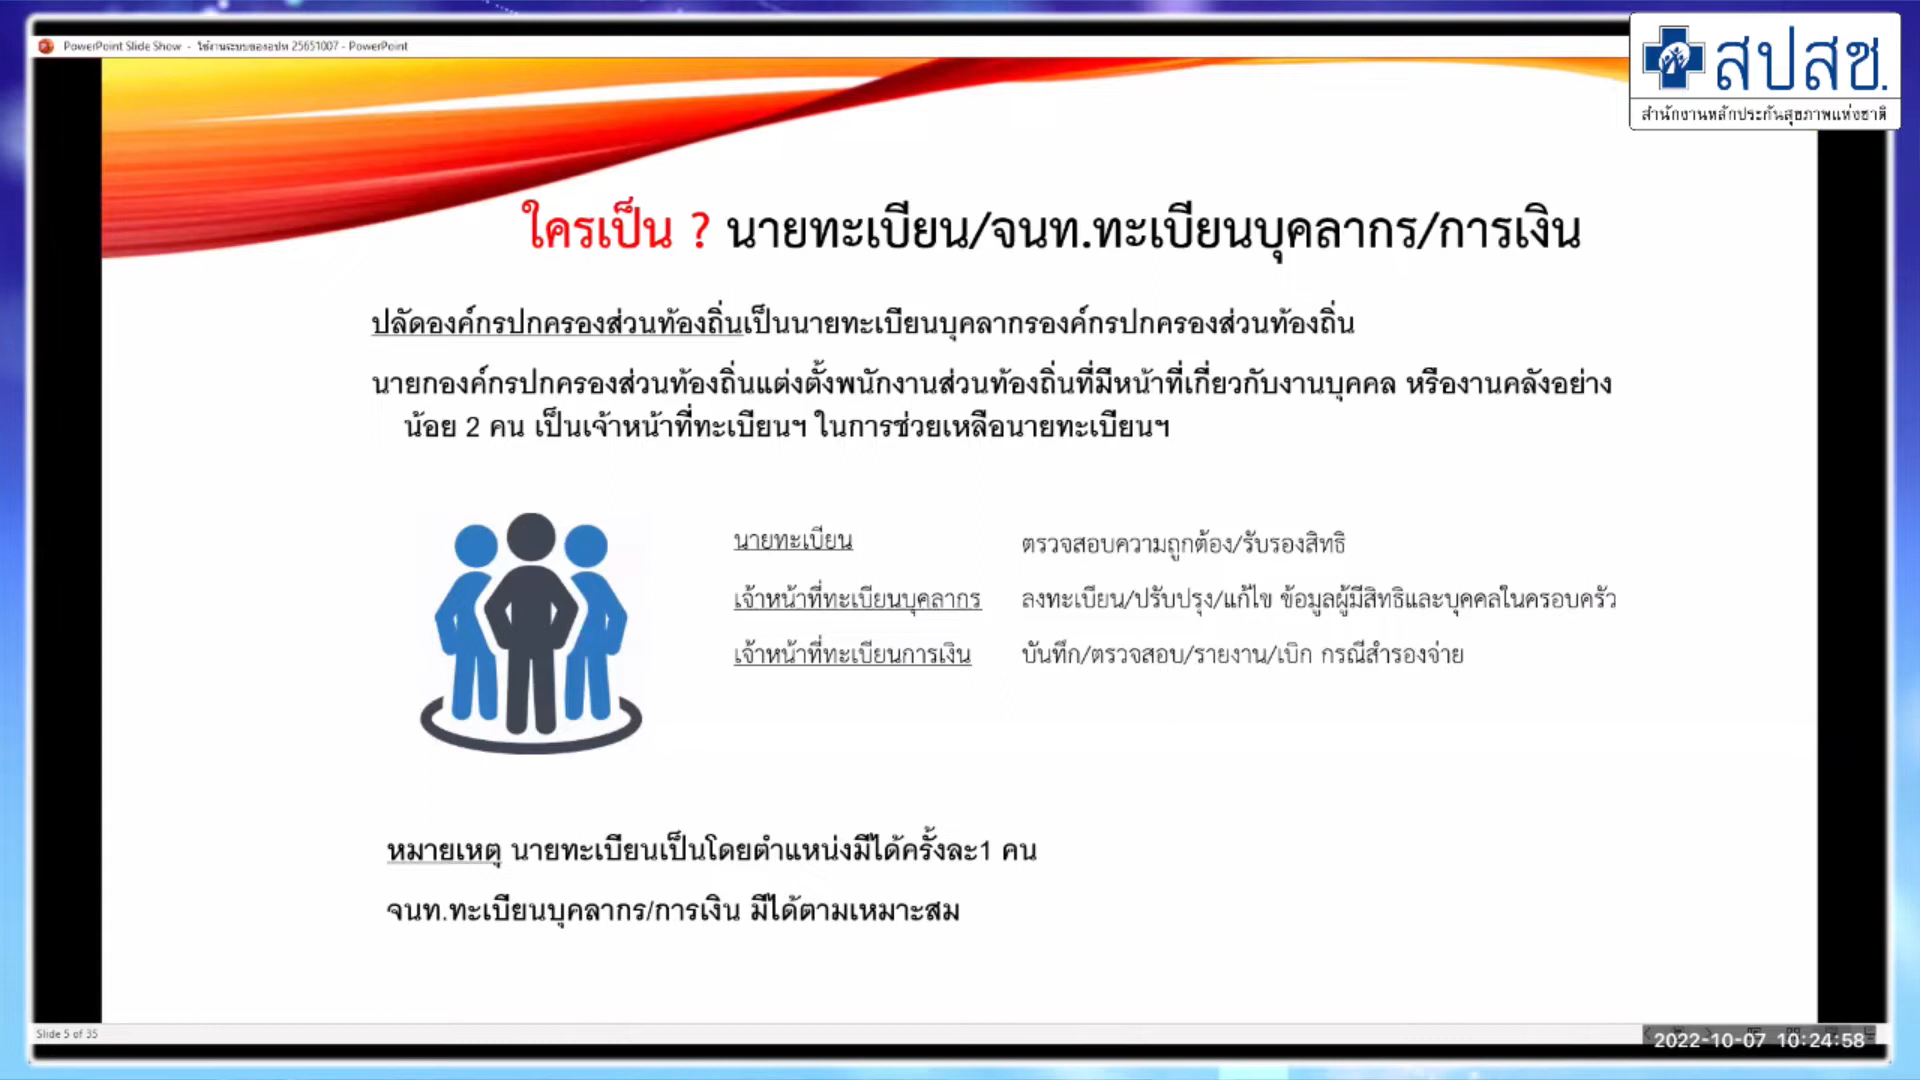 PowerPoint Slide Show - ใช้งานระบบของอปท 25651007 - PowerPoint
สปสช.
สำนักงานหลักประกันสุขภาพแห่งชาติ
ใครเป็น ? นายทะเบียน/จนท.ทะเบียนบุคลากร/การเงิน
ปลัดองค์กรปกครองส่วนท้องถิ่นเป็นนายทะเบียนบุคลากรองค์กรปกครองส่วนท้องถิ่น
นายกองค์กรปกครองส่วนท้องถิ่นแต่งตั้งพนักงานส่วนท้องถิ่นที่มีหน้าที่เกี่ยวกับงานบุคคล หรืองานคลังอย่าง
น้อย 2 คน เป็นเจ้าหน้าที่ทะเบียนฯ ในการช่วยเหลือนายทะเบียนฯ
นายทะเบียน ตรวจสอบความถูกต้อง/รับรองสิทธิ
เจ้าหน้าที่ทะเบียนบุคลากร ลงทะเบียน/ปรับปรุง/แก้ไข ข้อมูลผู้มีสิทธิและบุคคลในครอบครัว
เจ้าหน้าที่ทะเบียนการเงิน บันทึก/ตรวจสอบ/รายงาน/เบิก กรณีสำรองจ่าย
หมายเหตุ นายทะเบียนเป็นโดยตำแหน่งมีได้ครั้งละ1 คน
จนท.ทะเบียนบุคลากร/การเงิน มีได้ตามเหมาะสม
Slide 5 of 35
2022-10-07 10:24:58